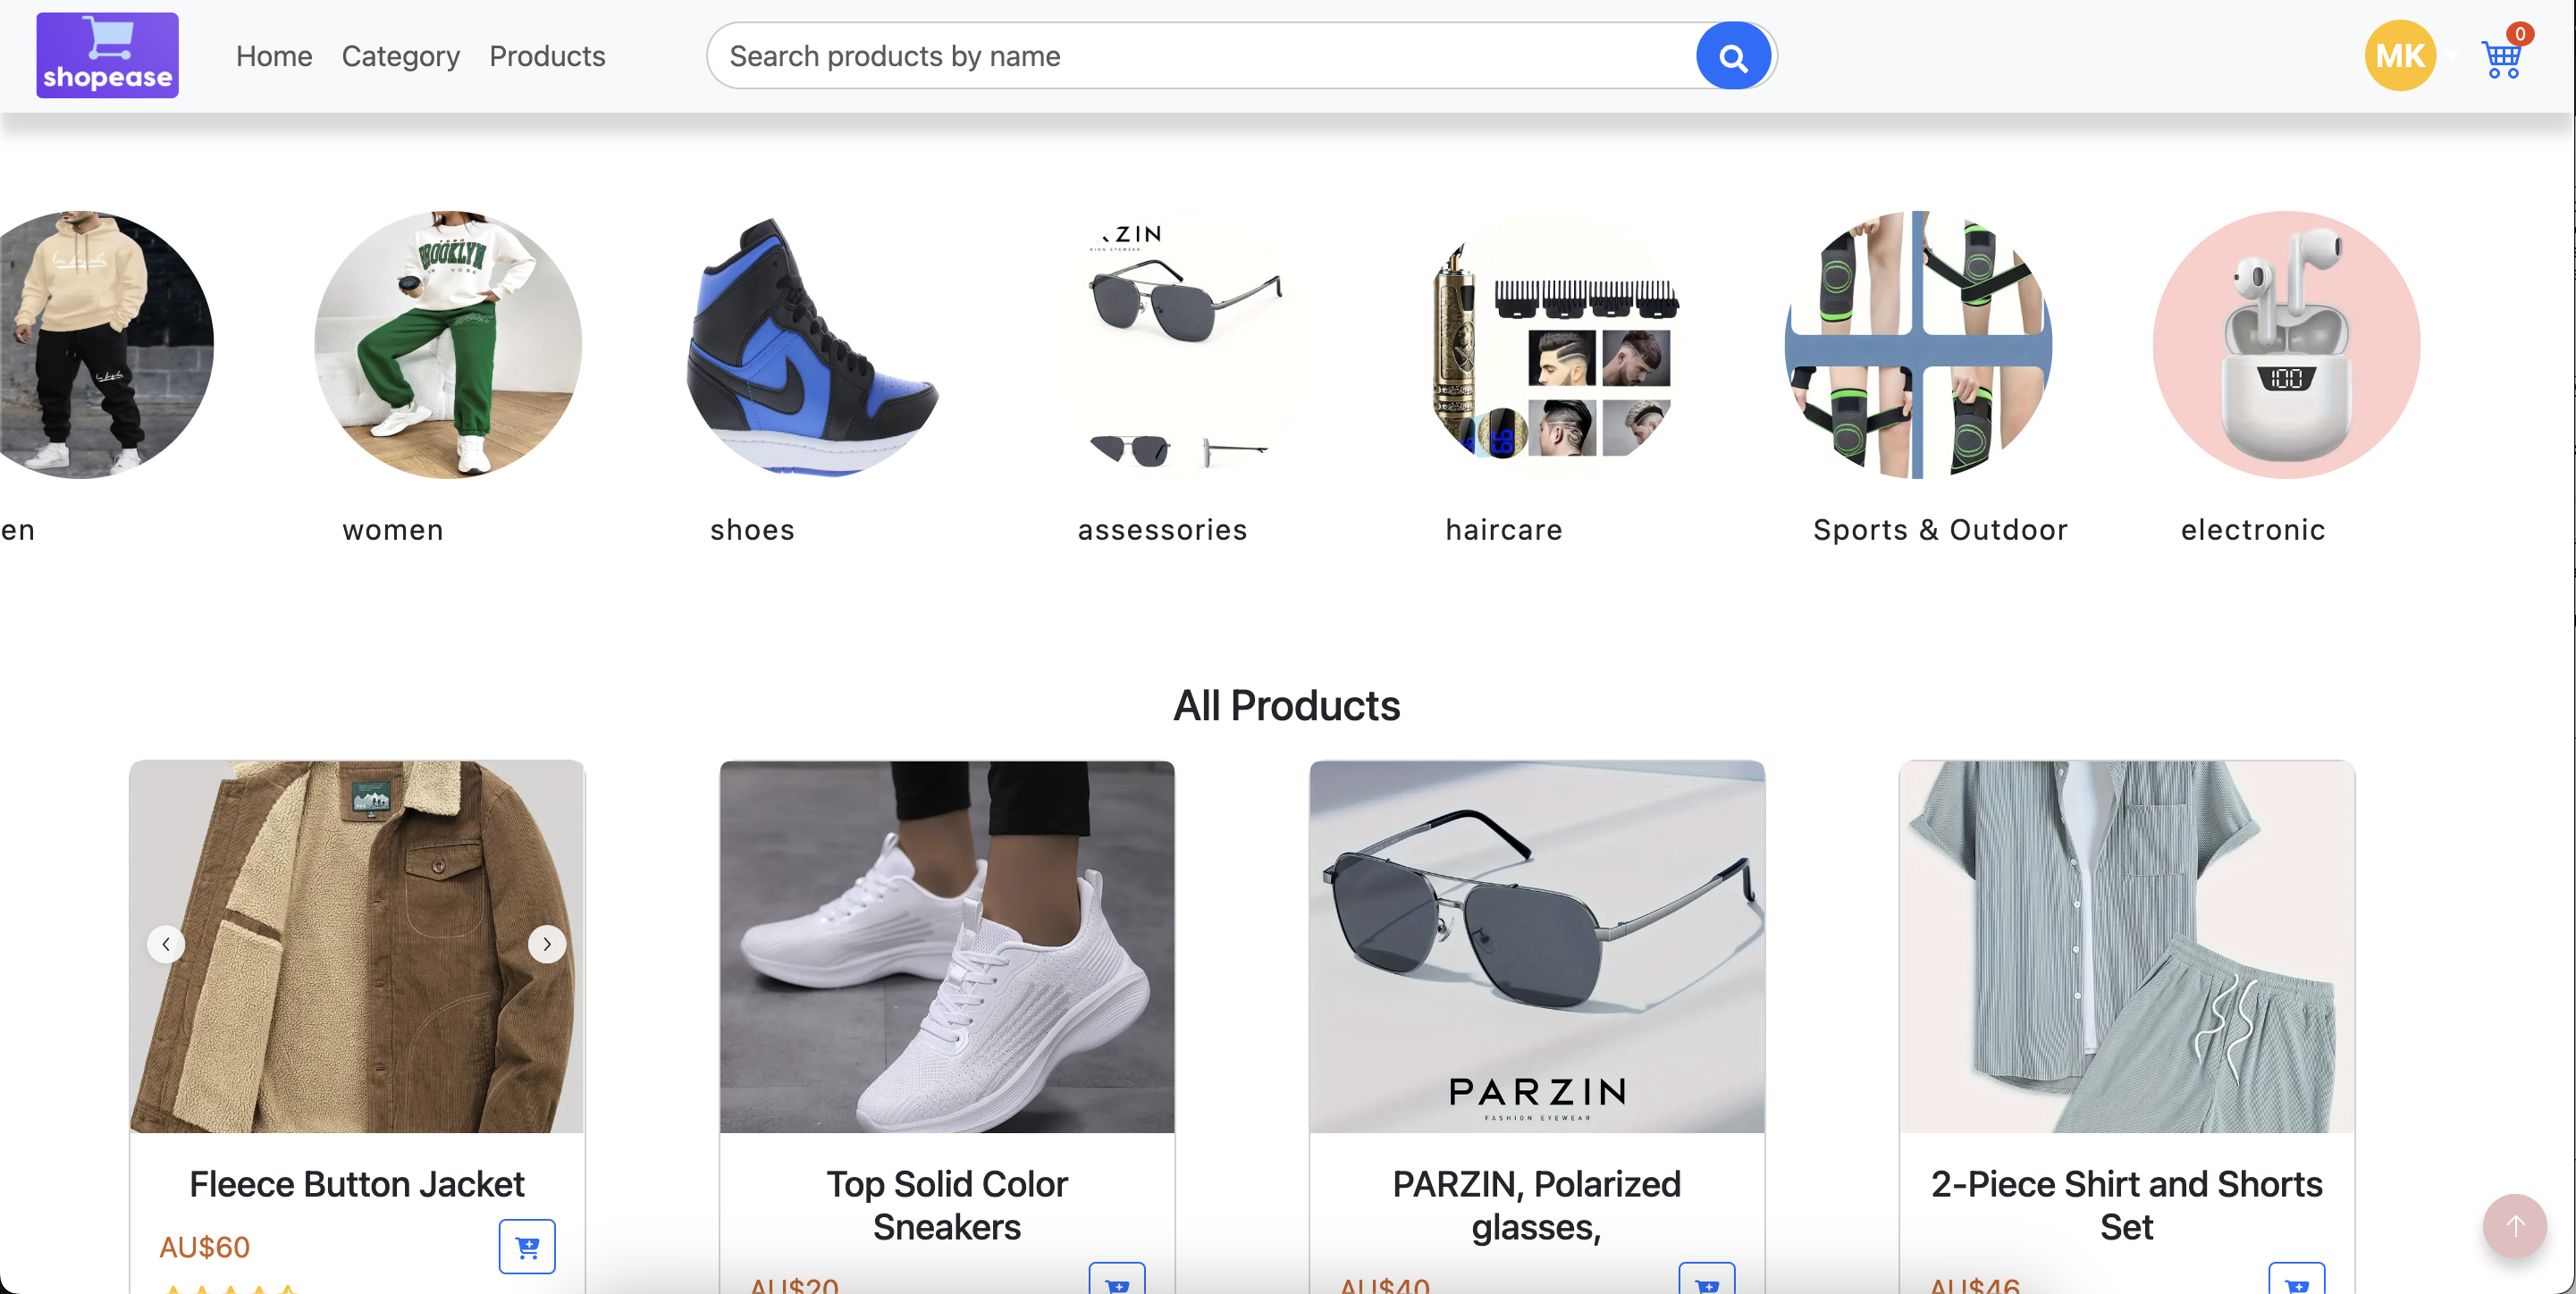 shopease
Home Category Products
Search products by name
MK
0
BROOKLYN
ZIN
100
en
women
shoes
assessories
haircare
Sports & Outdoor
electronic
All Products
PARZIN
FASHION EYEWEAR
Fleece Button Jacket
AU$60
Top Solid Color
Sneakers
AU$20
PARZIN, Polarized
glasses,
AU$40
2-Piece Shirt and Shorts
Set
AU$46